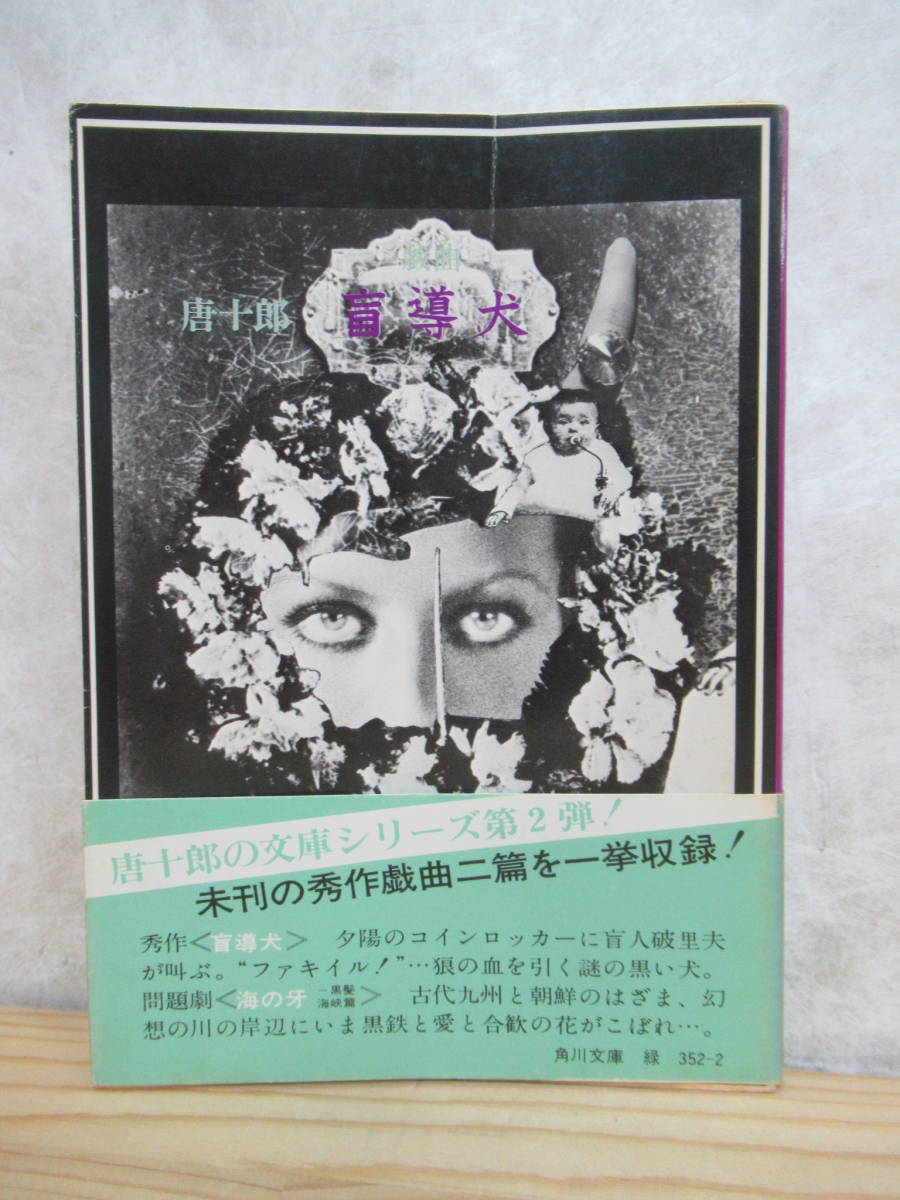 戯曲
唐十郎 盲導犬
唐十郎の文庫シリーズ第2弾!
未刊の秀作戯曲二篇を一挙収録!
秀作<盲導犬> 夕陽のコインロッカーに盲人破里夫
が叫ぶ。“ファキイル!”…狼の血を引く謎の黒い犬。
問題劇<海の牙 −黒髪海峡篇> 古代九州と朝鮮のはざま、幻
想の川の岸辺にいま黒鉄と愛と合歓の花がこぼれ…。
角川文庫 緑 352-2